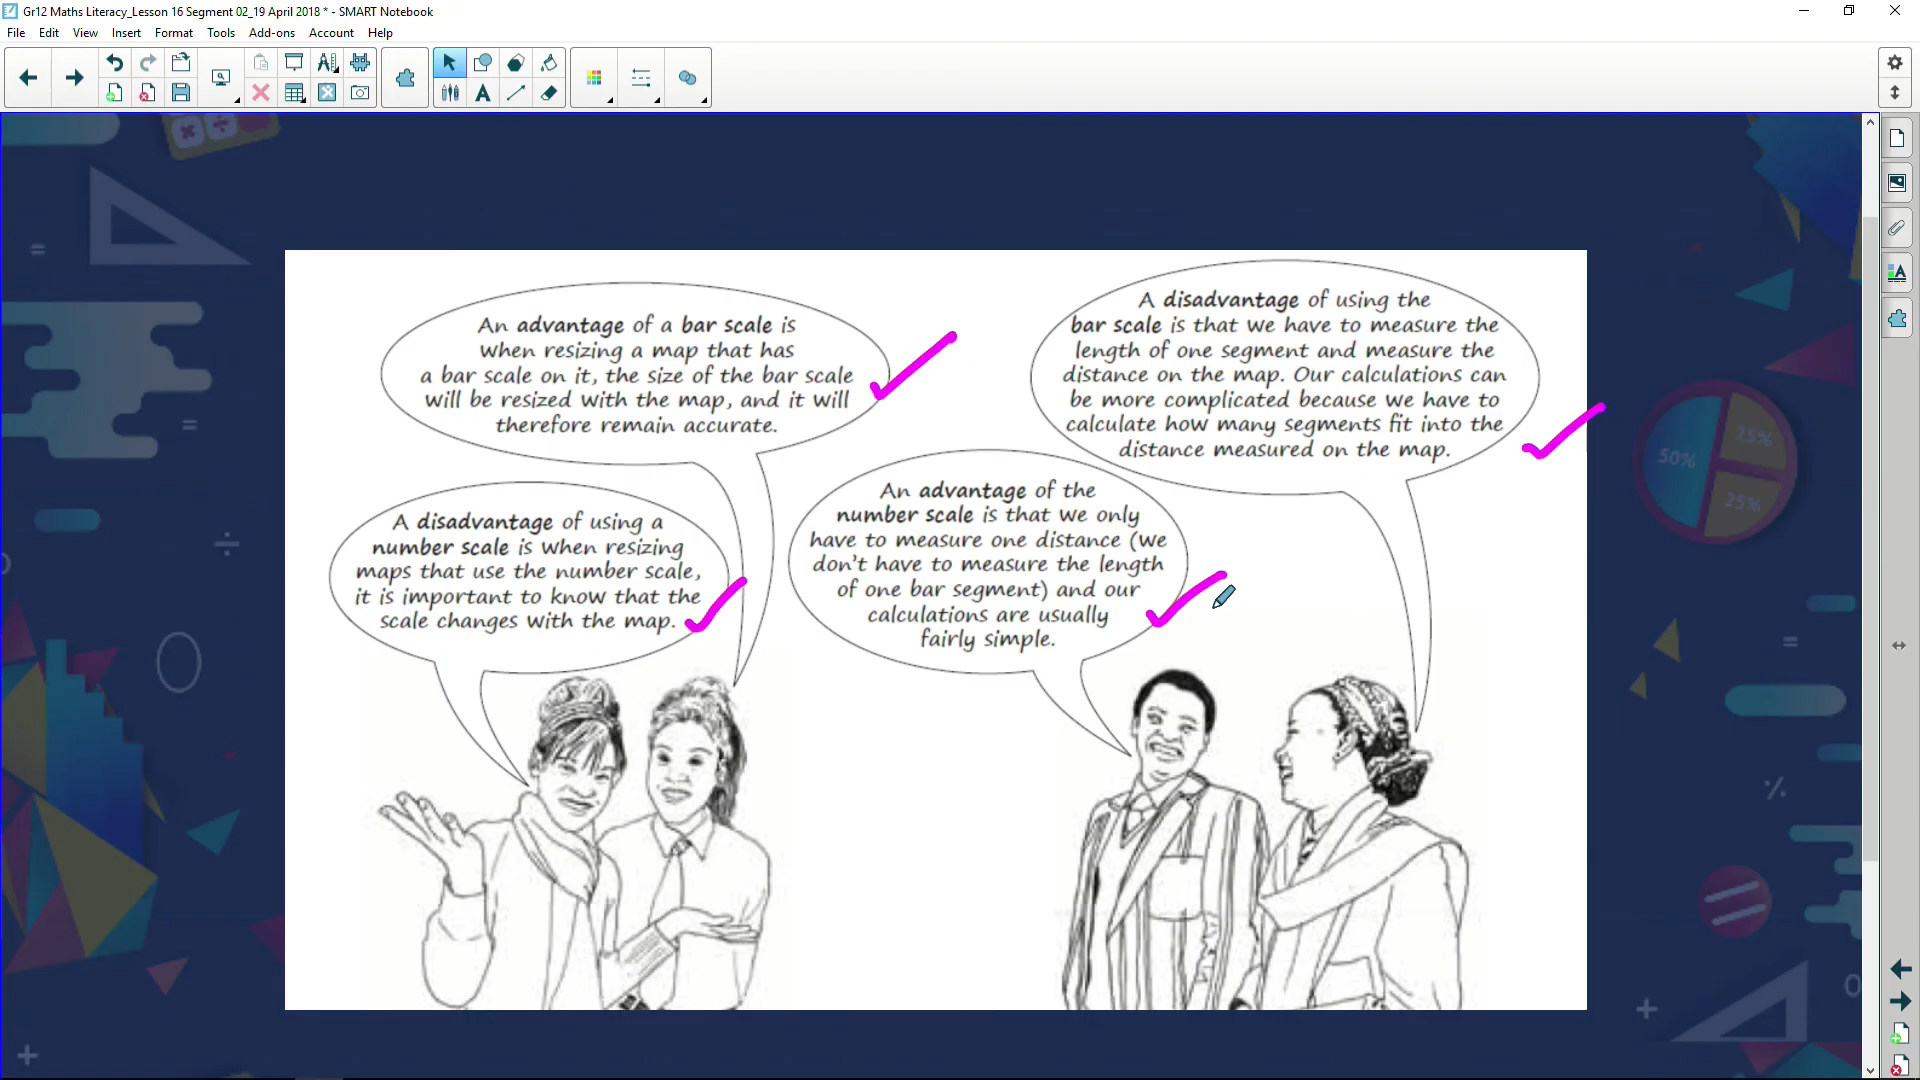 Gr12 Maths Literacy_Lesson 16 Segment 02_19 April 2018 * - SMART Notebook
File Edit View Insert Format Tools Add-ons Account Help
An advantage of a bar scale is
when resizing a map that has
a bar scale on it, the size of the bar scale
will be resized with the map, and it will
therefore remain accurate.
A disadvantage of using the
bar scale is that we have to measure the
length of one segment and measure the
distance on the map. Our calculations can
be more complicated because we have to
calculate how many segments fit into the
distance measured on the map.
A disadvantage of using a
number scale is when resizing
maps that use the number scale,
it is important to know that the
scale changes with the map.
An advantage of the
number scale is that we only
have to measure one distance (we
don't have to measure the length
of one bar segment) and our
calculations are usually
fairly simple.
50%
25%
25%